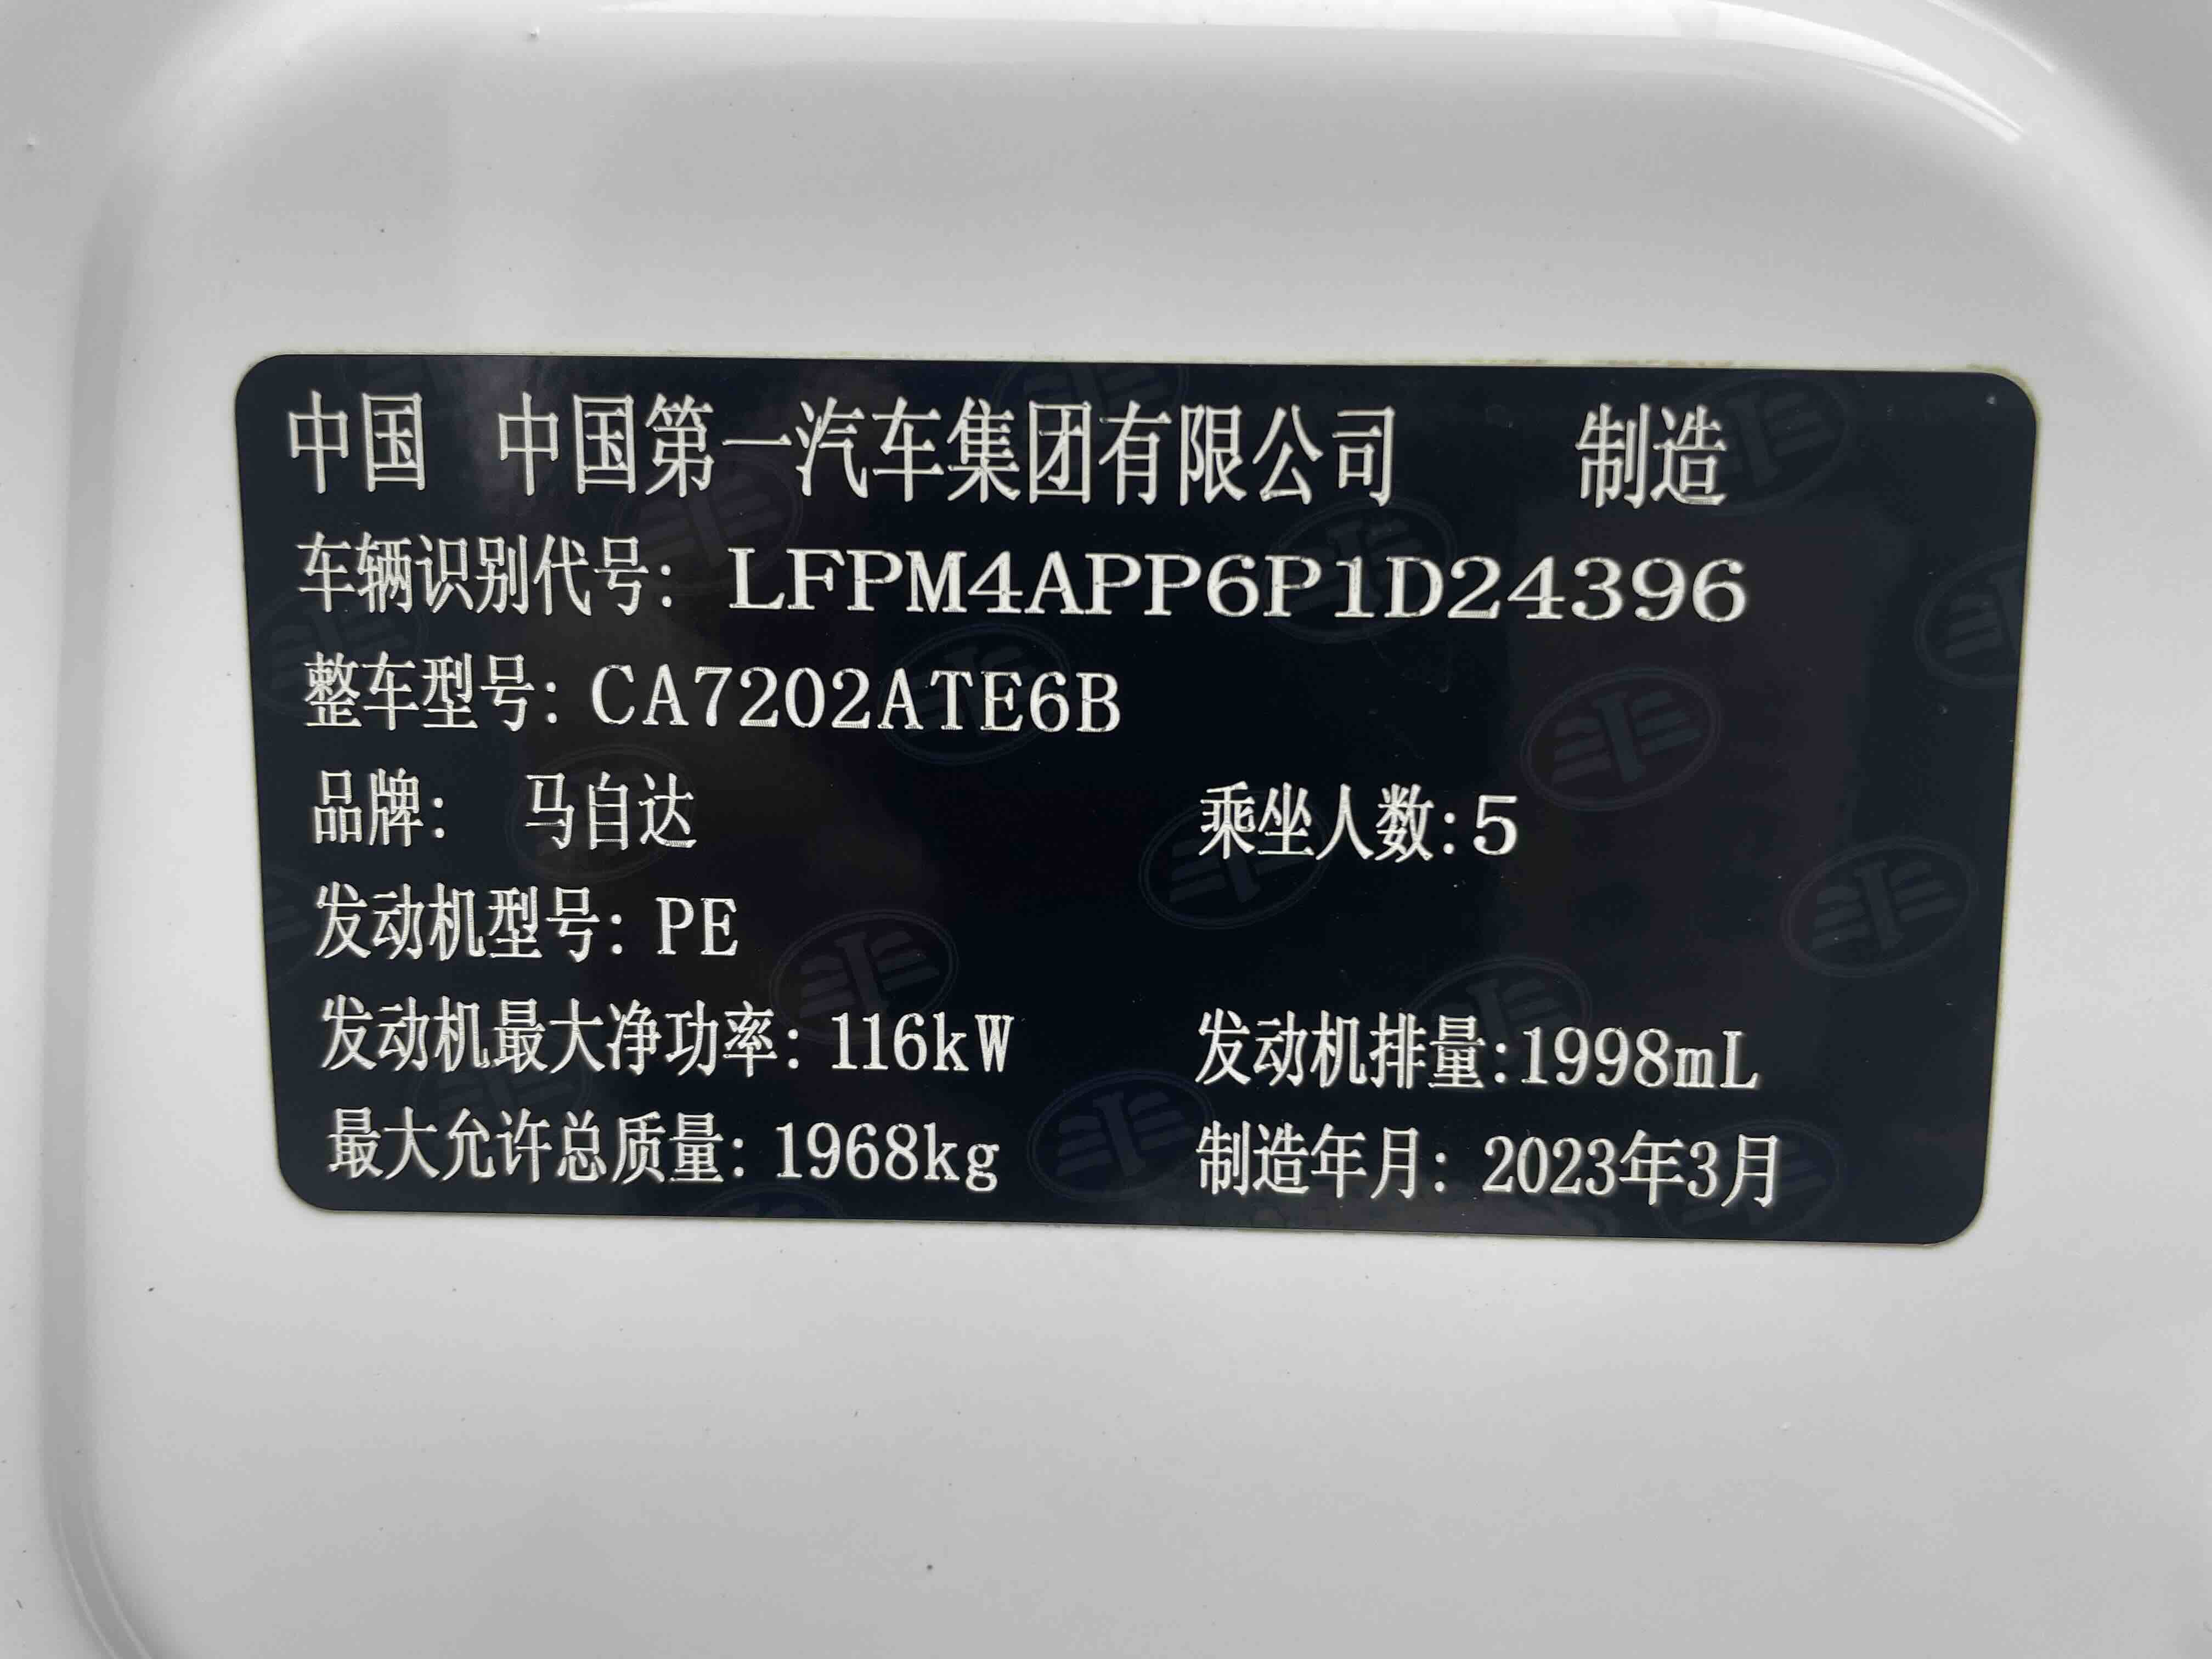 中国 中国第一汽车集团有限公司 制造
车辆识别代号: LFPM4APP6P1D24396
整车型号: CA7202ATE6B
品牌: 马自达 乘坐人数:5
发动机型号: PE
发动机最大净功率: 116kW 发动机排量:1998mL
最大允许总质量: 1968kg 制造年月: 2023年3月